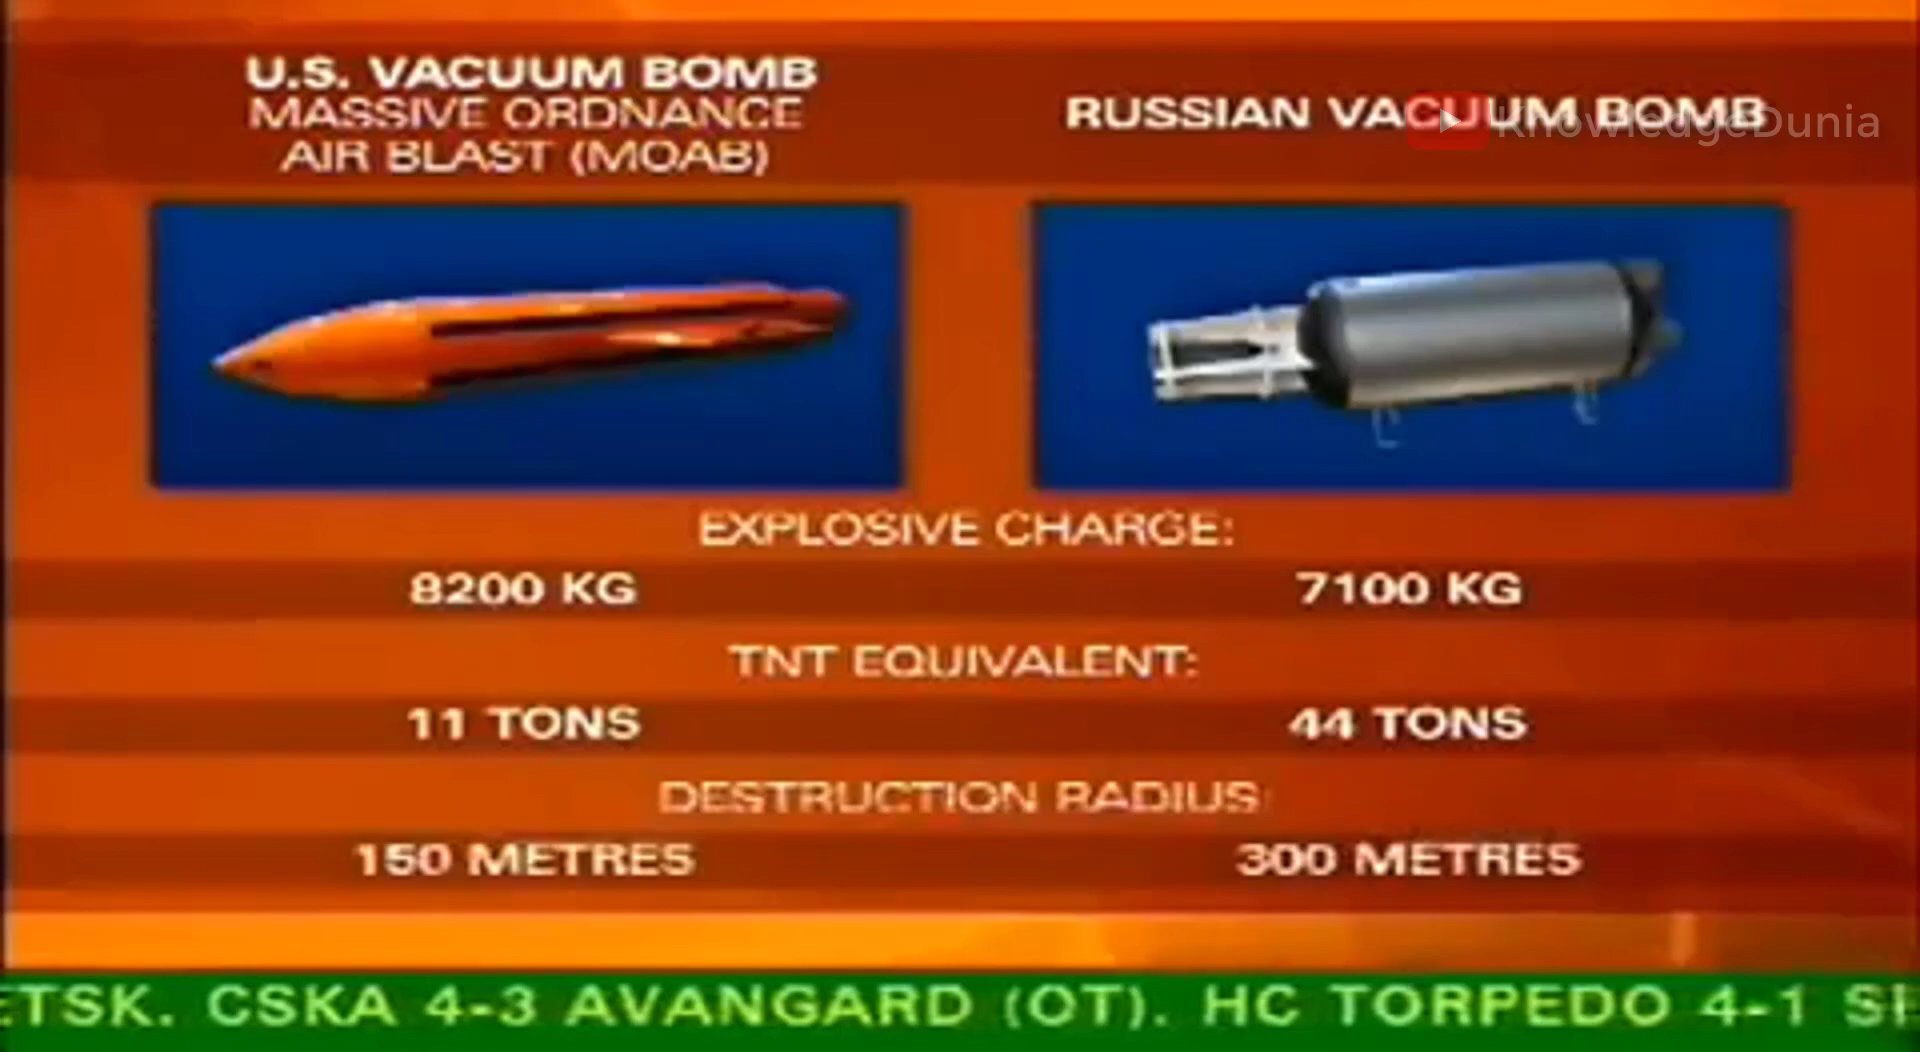 U.S. VACUUM BOMB
MASSIVE ORDNANCE
AIR BLAST (MOAB)
RUSSIAN VACUUM BOMB
KnowledgeDunia
EXPLOSIVE CHARGE:
8200 KG 7100 KG
TNT EQUIVALENT:
11 TONS 44 TONS
DESTRUCTION RADIUS:
150 METRES 300 METRES
ETSK. CSKA 4-3 AVANGARD (OT). HC TORPEDO 4-1